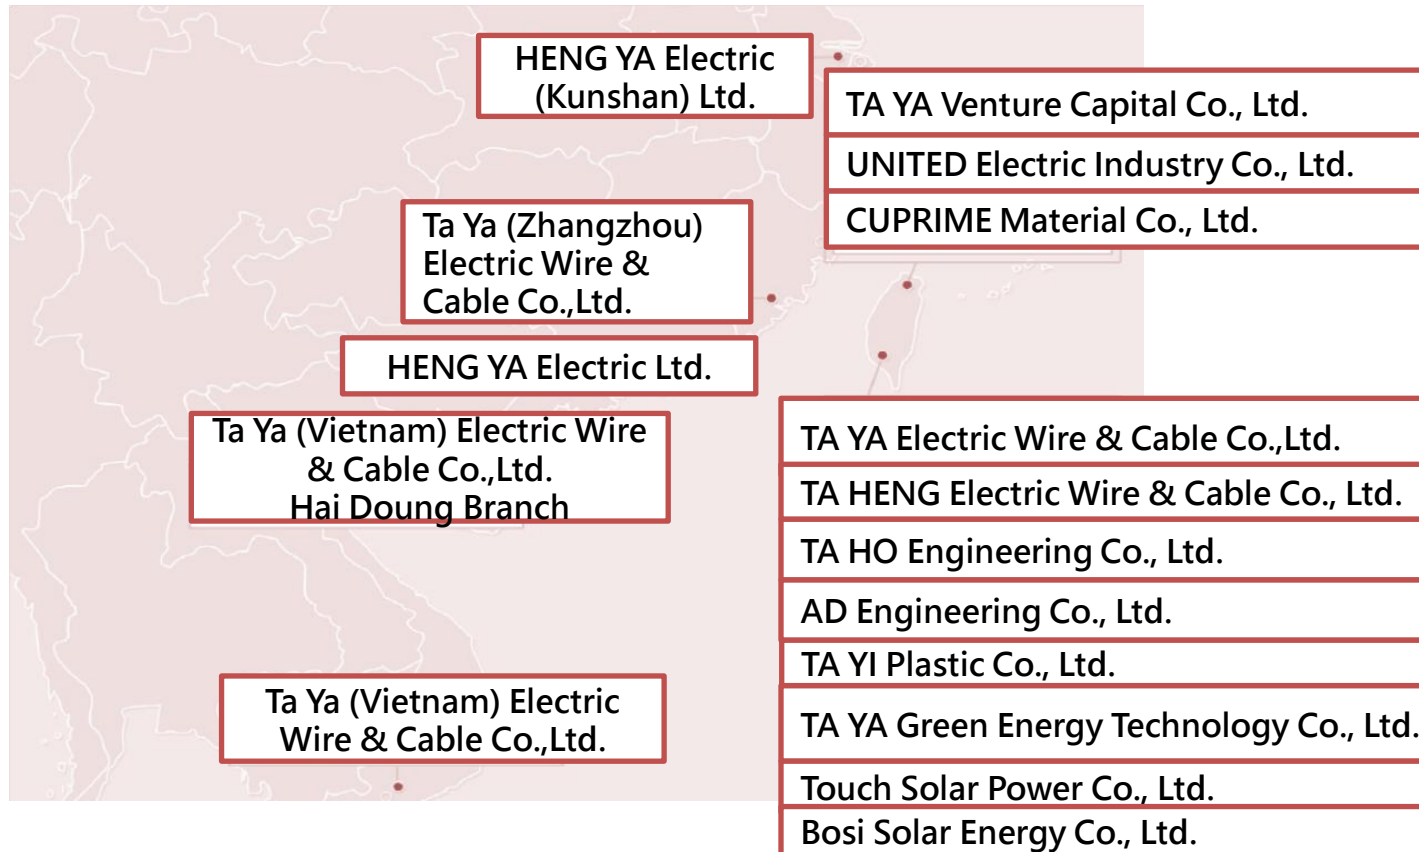 HENG YA Electric
(Kunshan) Ltd.
TA YA Venture Capital Co., Ltd.
UNITED Electric Industry Co., Ltd.
CUPRIME Material Co., Ltd.
Ta Ya (Zhangzhou)
Electric Wire &
Cable Co.,Ltd.
HENG YA Electric Ltd.
Ta Ya (Vietnam) Electric Wire
& Cable Co.,Ltd.
Hai Doung Branch
TA YA Electric Wire & Cable Co.,Ltd.
TA HENG Electric Wire & Cable Co., Ltd.
TA HO Engineering Co., Ltd.
AD Engineering Co., Ltd.
TA YI Plastic Co., Ltd.
TA YA Green Energy Technology Co., Ltd.
Touch Solar Power Co., Ltd.
Bosi Solar Energy Co., Ltd.
Ta Ya (Vietnam) Electric
Wire & Cable Co.,Ltd.